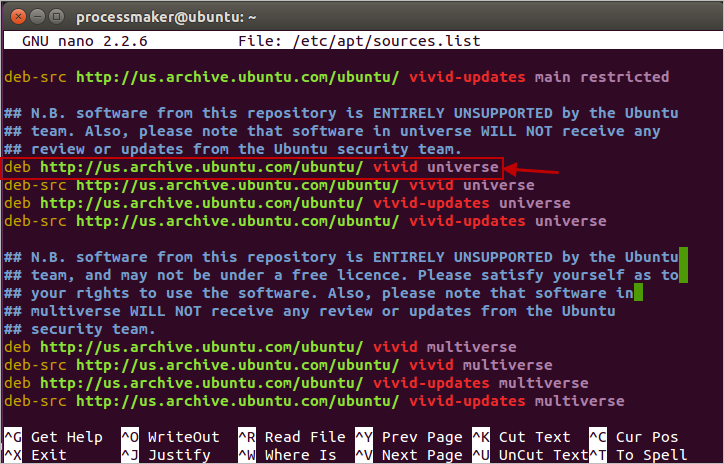 processmaker@ubuntu: ~
GNU nano 2.2.6 File: /etc/apt/sources.list
deb-src http://us.archive.ubuntu.com/ubuntu/ vivid-updates main restricted
## N.B. software from this repository is ENTIRELY UNSUPPORTED by the Ubuntu
## team. Also, please note that software in universe WILL NOT receive any
## review or updates from the Ubuntu security team.
deb http://us.archive.ubuntu.com/ubuntu/ vivid universe
deb-src http://us.archive.ubuntu.com/ubuntu/ vivid universe
deb http://us.archive.ubuntu.com/ubuntu/ vivid-updates universe
deb-src http://us.archive.ubuntu.com/ubuntu/ vivid-updates universe
## N.B. software from this repository is ENTIRELY UNSUPPORTED by the Ubuntu
## team, and may not be under a free licence. Please satisfy yourself as to
## your rights to use the software. Also, please note that software in
## multiverse WILL NOT receive any review or updates from the Ubuntu
## security team.
deb http://us.archive.ubuntu.com/ubuntu/ vivid multiverse
deb-src http://us.archive.ubuntu.com/ubuntu/ vivid multiverse
deb http://us.archive.ubuntu.com/ubuntu/ vivid-updates multiverse
deb-src http://us.archive.ubuntu.com/ubuntu/ vivid-updates multiverse
^G Get Help ^O WriteOut ^R Read File ^Y Prev Page ^K Cut Text ^C Cur Pos
^X Exit ^J Justify ^W Where Is ^V Next Page ^U UnCut Text ^T To Spell